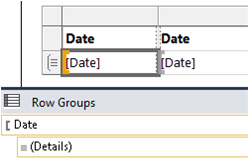 Date Date
[Date] [Date]
Row Groups
[ Date
(Details)